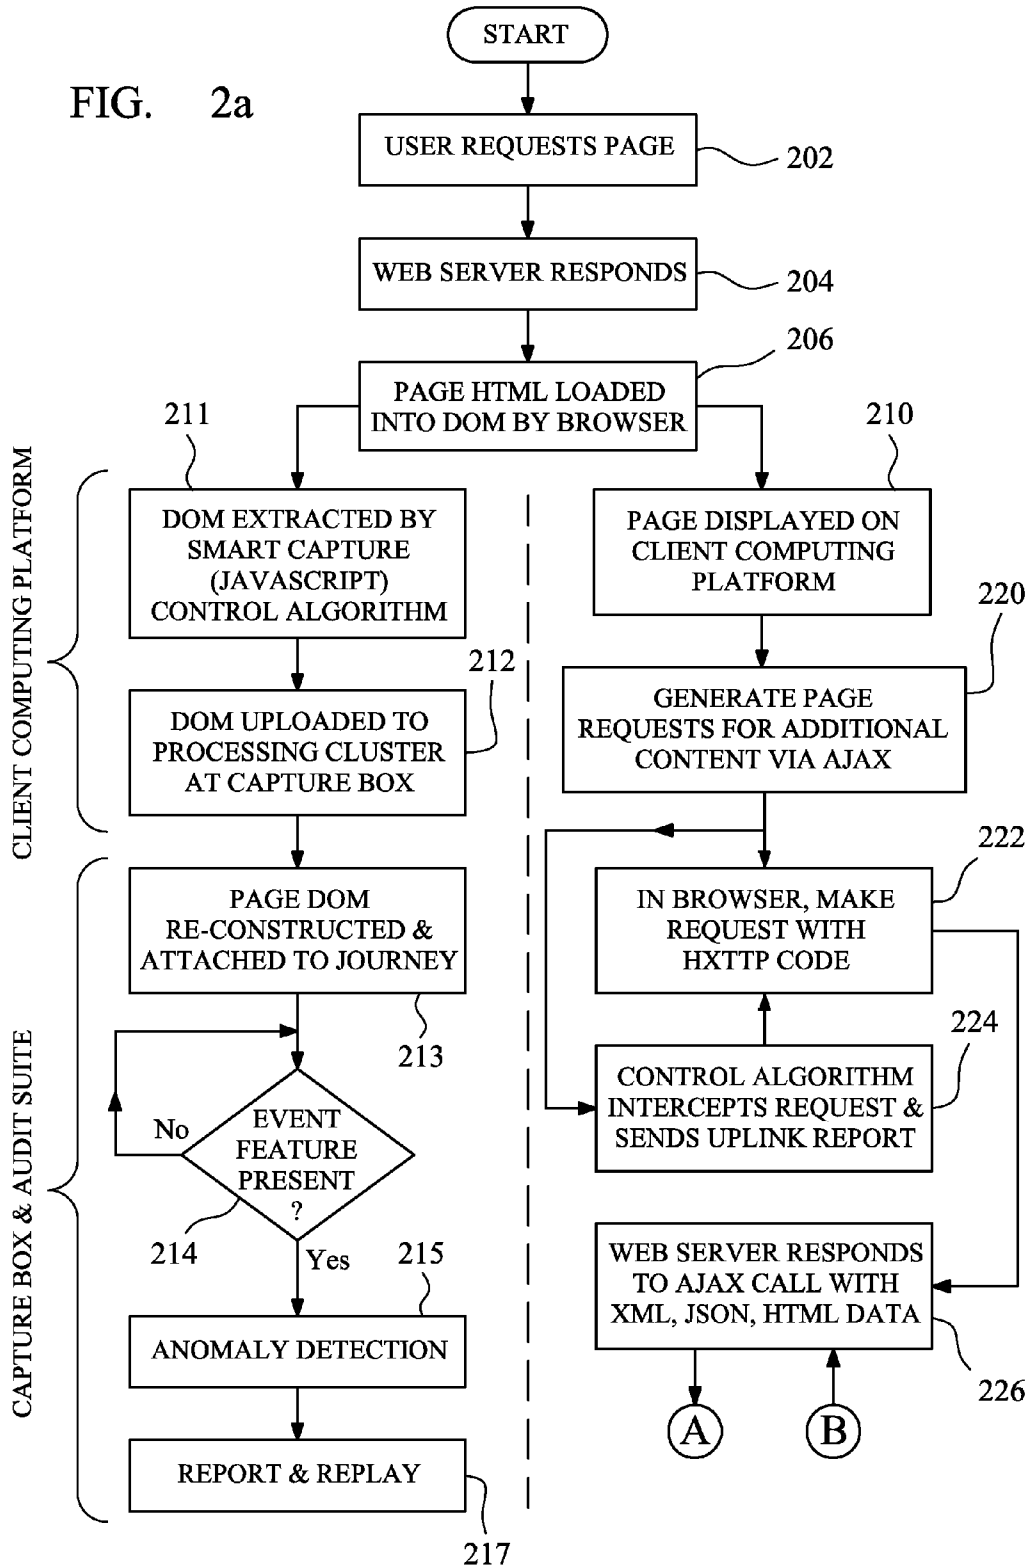 START
FIG. 2a
USER REQUESTS PAGE
202
WEB SERVER RESPONDS
204
206
PAGE HTML LOADED
INTO DOM BY BROWSER
CLIENT COMPUTING PLATFORM
211
DOM EXTRACTED BY
SMART CAPTURE
(JAVASCRIPT)
CONTROL ALGORITHM
212
DOM UPLOADED TO
PROCESSING CLUSTER
AT CAPTURE BOX
CAPTURE BOX & AUDIT SUITE
PAGE DOM
RE-CONSTRUCTED &
ATTACHED TO JOURNEY
213
EVENT
FEATURE
PRESENT
?
No
214
Yes
215
ANOMALY DETECTION
REPORT & REPLAY
217
210
PAGE DISPLAYED ON
CLIENT COMPUTING
PLATFORM
220
GENERATE PAGE
REQUESTS FOR ADDITIONAL
CONTENT VIA AJAX
222
IN BROWSER, MAKE
REQUEST WITH
HXTTP CODE
224
CONTROL ALGORITHM
INTERCEPTS REQUEST &
SENDS UPLINK REPORT
WEB SERVER RESPONDS
TO AJAX CALL WITH
XML, JSON, HTML DATA
226
A
B